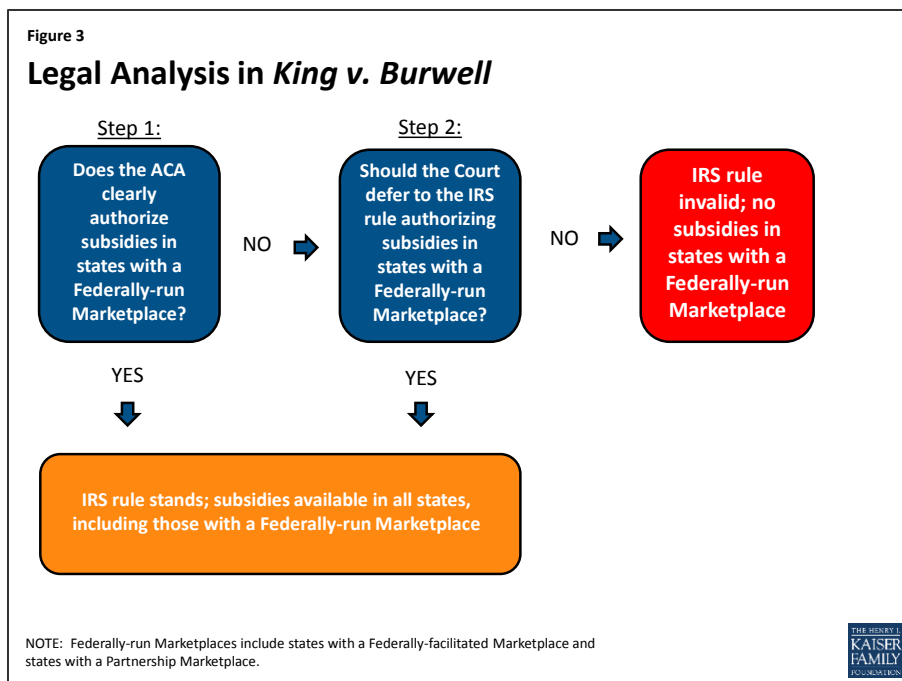 Figure 3
Legal Analysis in King v. Burwell
Step 1:
Does the ACA
clearly
authorize
subsidies in
states with a
Federally-run
Marketplace?
NO
Step 2:
Should the Court
defer to the IRS
rule authorizing
subsidies in
states with a
Federally-run
Marketplace?
NO
IRS rule
invalid; no
subsidies in
states with a
Federally-run
Marketplace
YES
YES
IRS rule stands; subsidies available in all states,
including those with a Federally-run Marketplace
NOTE: Federally-run Marketplaces include states with a Federally-facilitated Marketplace and
states with a Partnership Marketplace.
THE HENRY J.
KAISER
FAMILY
FOUNDATION